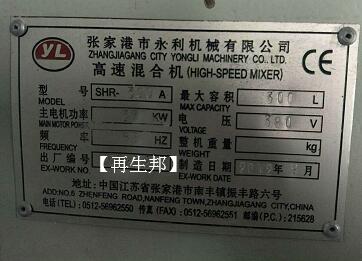 YL
张家港市永利机械有限公司
ZHANGJIAGANG CITY YONGLI MACHINERY CO., LTD.
高速混合机(HIGH-SPEED MIXER)
CE
型号 SHR- A 最大容积 300 L
MODEL MAX CAPACITY
主电机功率 KW 电压 380 V
MAIN MOTOR POWER VOLTAGE
频率 HZ 整机重量 kg
FREQUENCY WEIGHT
出厂编号 制造日期 年 月
EX-WORK NO. EX-WORK DATE
【再生邦】
地址:中国江苏省张家港市南丰镇振丰路六号
ADD:NO.6 ZHENFENG ROAD,NANFENG TOWN,ZHANGJIAGANG CITY,CHINA
电话(TEL):0512-56962550 传真(FAX):0512-56962551 邮编(P.C.):215628